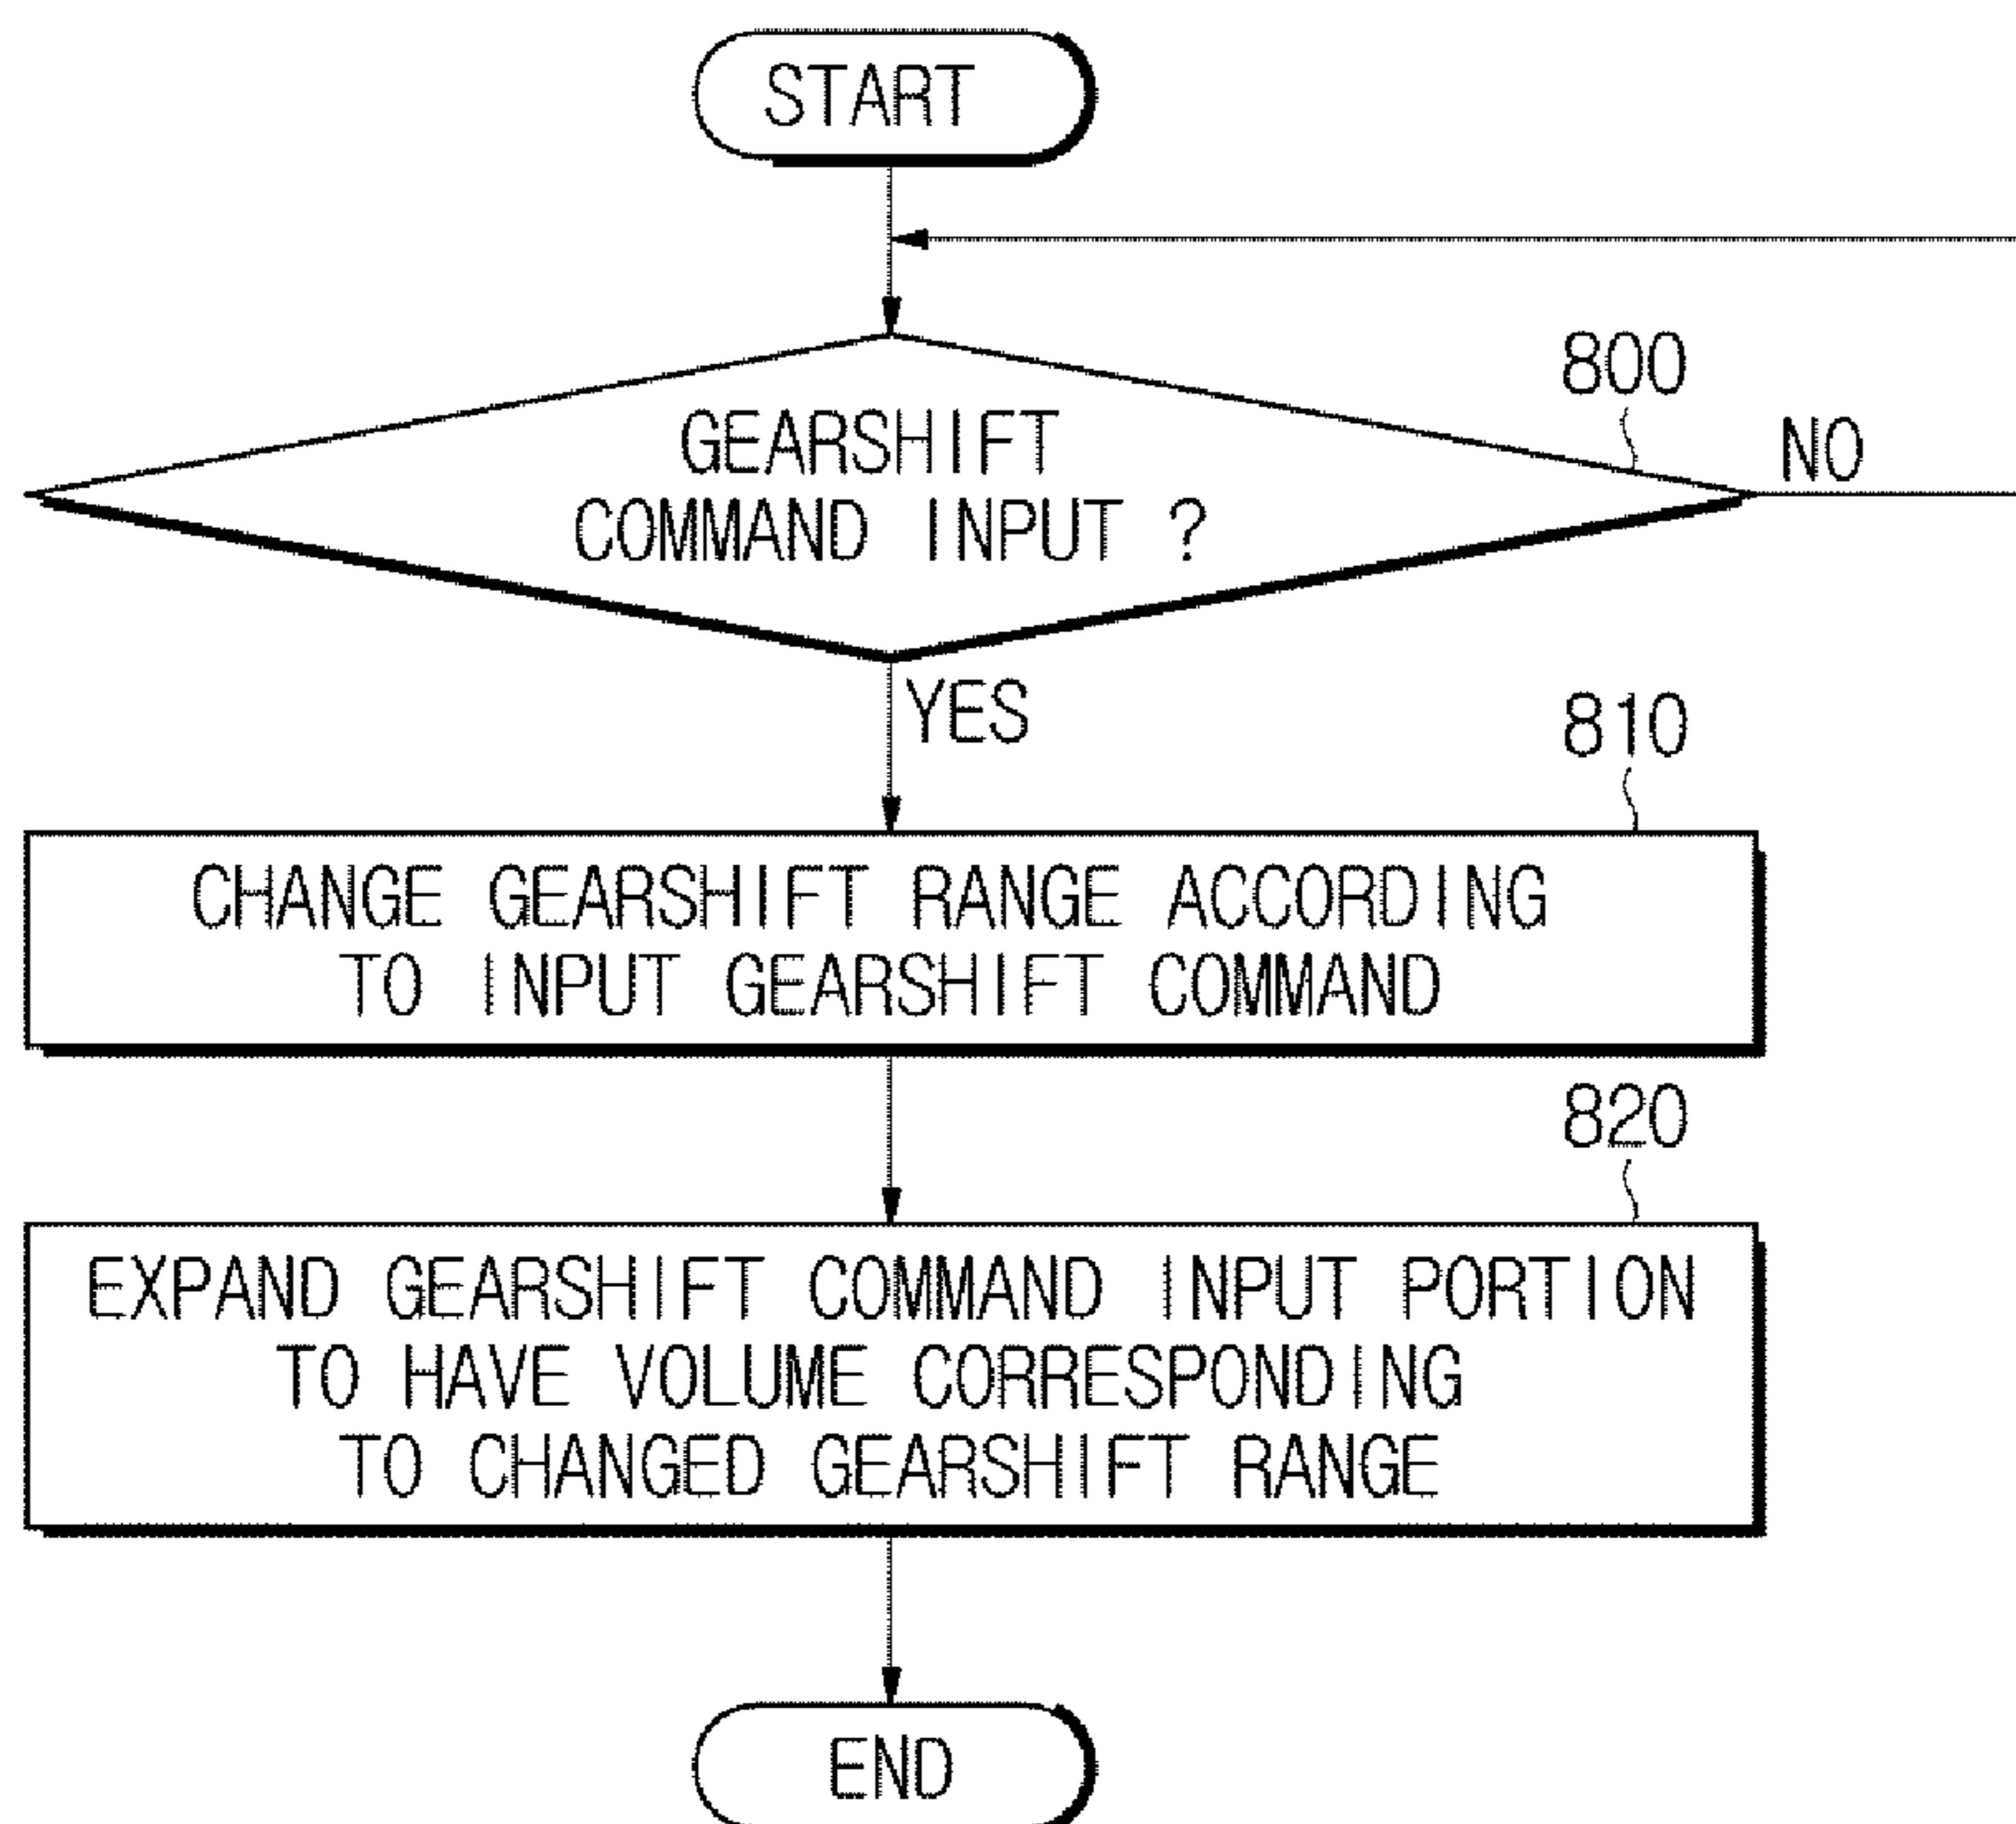 START
800
GEARSHIFT
COMMAND INPUT ?
NO
YES
810
CHANGE GEARSHIFT RANGE ACCORDING
TO INPUT GEARSHIFT COMMAND
820
EXPAND GEARSHIFT COMMAND INPUT PORTION
TO HAVE VOLUME CORRESPONDING
TO CHANGED GEARSHIFT RANGE
END